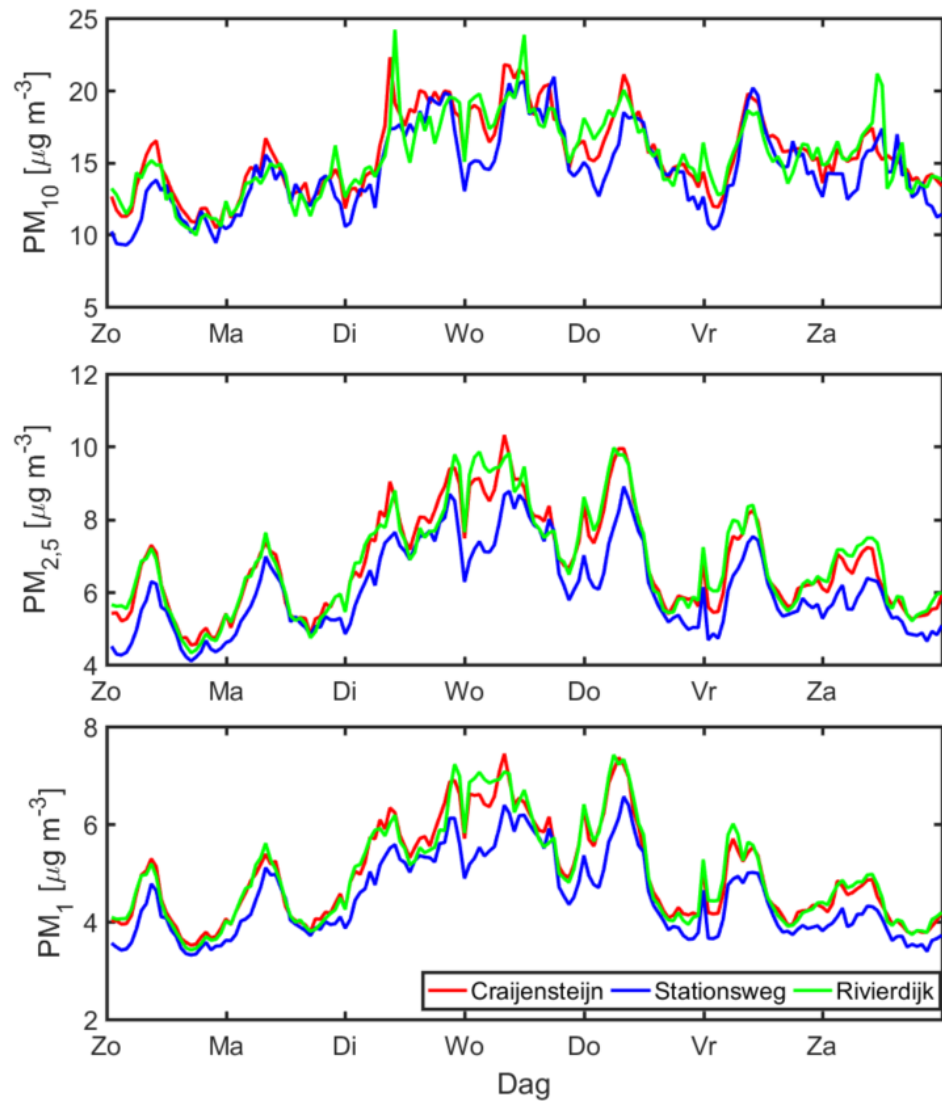 PM10 [µg m-3]
25
20
15
10
5
Zo Ma Di Wo Do Vr Za
PM2,5 [µg m-3]
12
10
8
6
4
Zo Ma Di Wo Do Vr Za
PM1 [µg m-3]
8
6
4
2
Craijensteijn Stationsweg Rivierdijk
Zo Ma Di Wo Do Vr Za
Dag